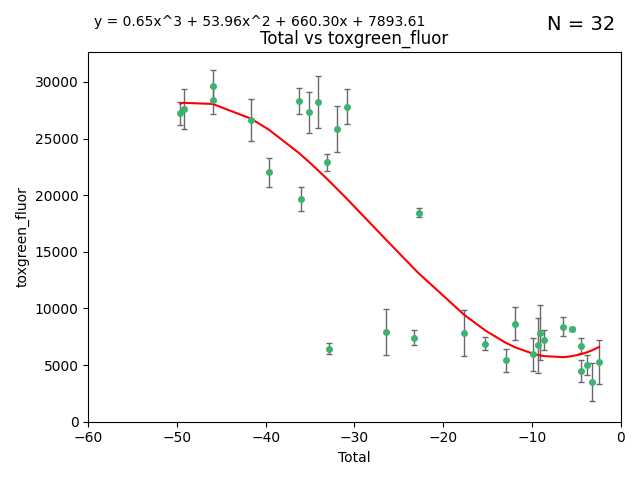 y = 0.65x^3 + 53.96x^2 + 660.30x + 7893.61
N = 32
Total vs toxgreen_fluor
30000
25000
20000
15000
10000
5000
0
toxgreen_fluor
−60
−50
−40
−30
−20
−10
0
Total